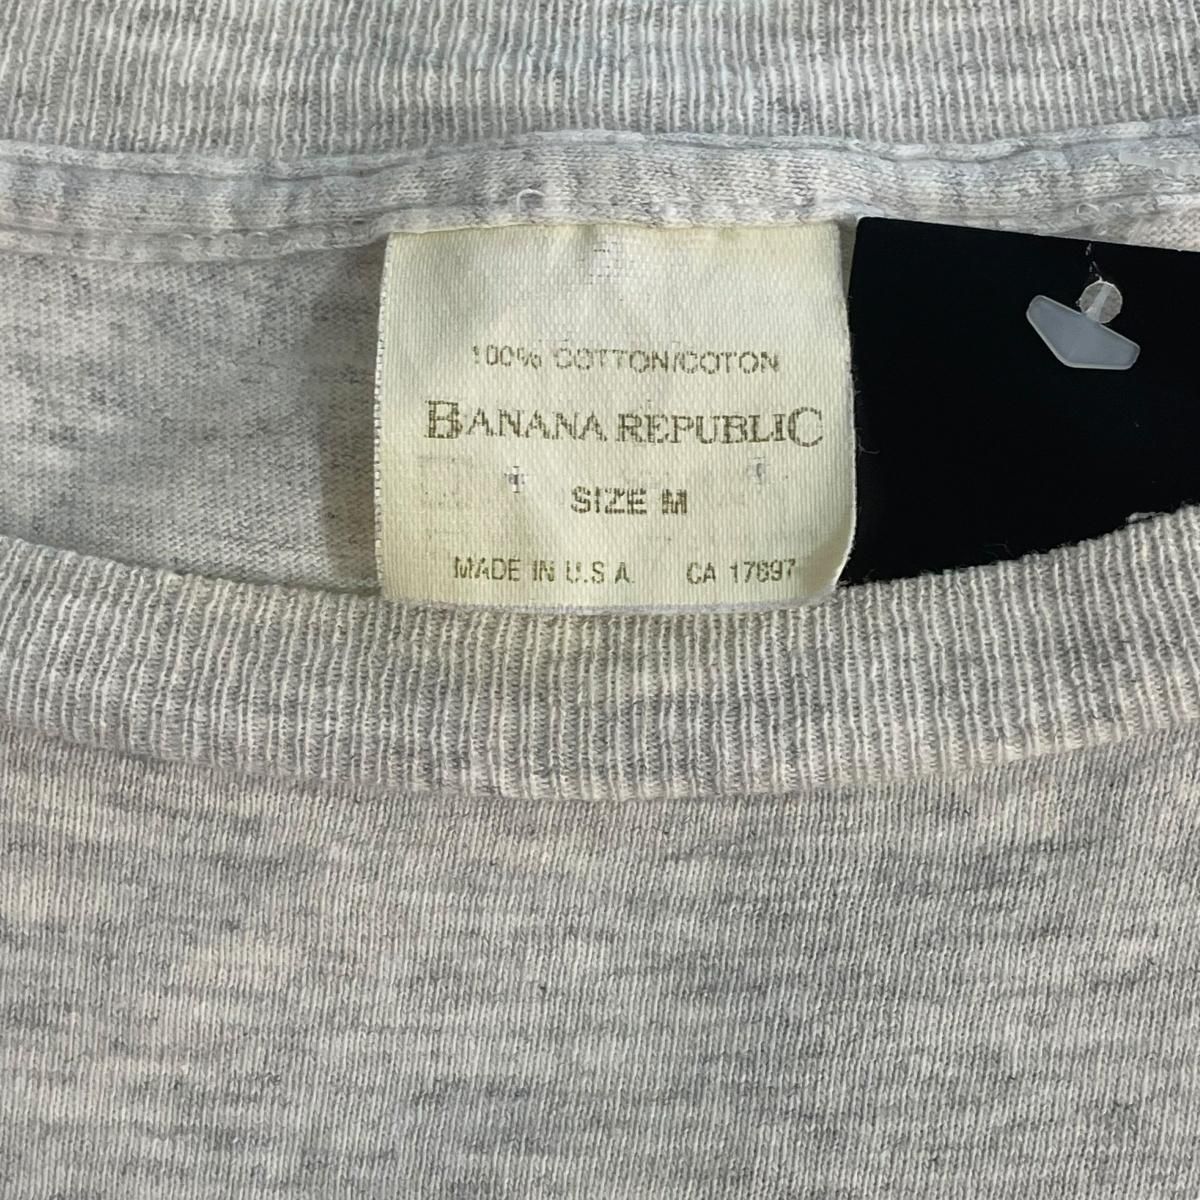 100% COTTON/COTON
BANANA REPUBLIC
SIZE M
MADE IN U.S.A. CA 17897